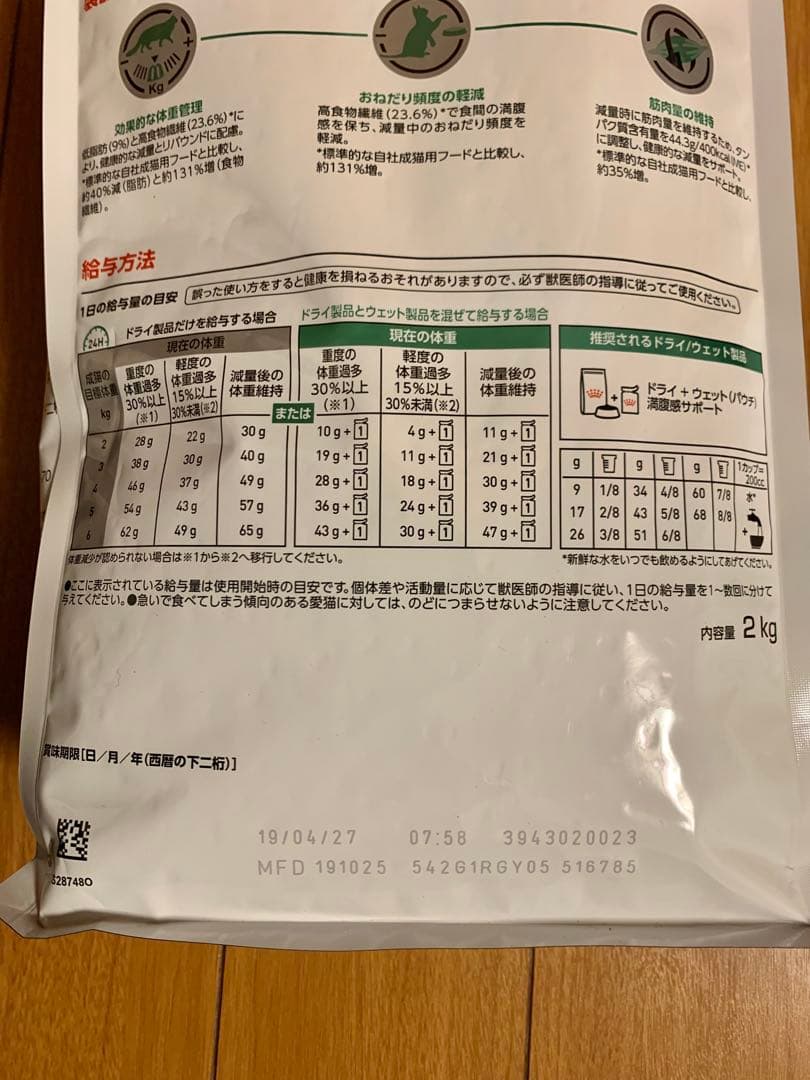 Kg
効果的な体重管理
低脂肪(9%)と高食物繊維(23.6%)*に
より、健康的な減量とリバウンドに配慮。
*標準的な自社成猫用フードと比較し、
約40%減(脂肪)と約131%増(食物
繊維)。
おねだり頻度の軽減
高食物繊維(23.6%)*で食間の満腹
感を保ち、減量中のおねだり頻度を
軽減。
*標準的な自社成猫用フードと比較し、
約131%増。
筋肉量の維持
減量時に筋肉量を維持するため、タン
パク質含有量を44.3g/400kcal(ME)*
に調整し、健康的な減量をサポート。
*標準的な自社成猫用フードと比較し、
約35%増。
給与方法
1日の給与量の目安 誤った使い方をすると健康を損ねるおそれがありますので、必ず獣医師の指導に従ってご使用ください。
24H ドライ製品だけを給与する場合
現在の体重
成猫の目標体重 kg 重度の体重過多30%以上(※1) 軽度の体重過多15%以上30%未満(※2) 減量後の体重維持
2 28g 22g 30g
3 38g 30g 40g
4 46g 37g 49g
5 54g 43g 57g
6 62g 49g 65g
または
ドライ製品とウェット製品を混ぜて給与する場合
現在の体重
重度の体重過多30%以上(※1) 軽度の体重過多15%以上30%未満(※2) 減量後の体重維持
10g+1 4g+1 11g+1
19g+1 11g+1 21g+1
28g+1 18g+1 30g+1
36g+1 24g+1 39g+1
43g+1 30g+1 47g+1
推奨されるドライ/ウェット製品
ドライ+ウェット(パウチ)
満腹感サポート
g g g 1カップ=200cc
9 1/8 34 4/8 60 7/8 水*
17 2/8 43 5/8 68 8/8
26 3/8 51 6/8 +
体重減少が認められない場合は※1から※2へ移行してください。
*新鮮な水をいつでも飲めるようにしてあげてください。
●ここに表示されている給与量は使用開始時の目安です。個体差や活動量に応じて獣医師の指導に従い、1日の給与量を1~数回に分けて
与えてください。●急いで食べてしまう傾向のある愛猫に対しては、のどにつまらせないように注意してください。
内容量 2kg
賞味期限[日/月/年(西暦の下二桁)]
19/04/27 07:58 3943020023
MFD 191025 542G1RGY05 516785